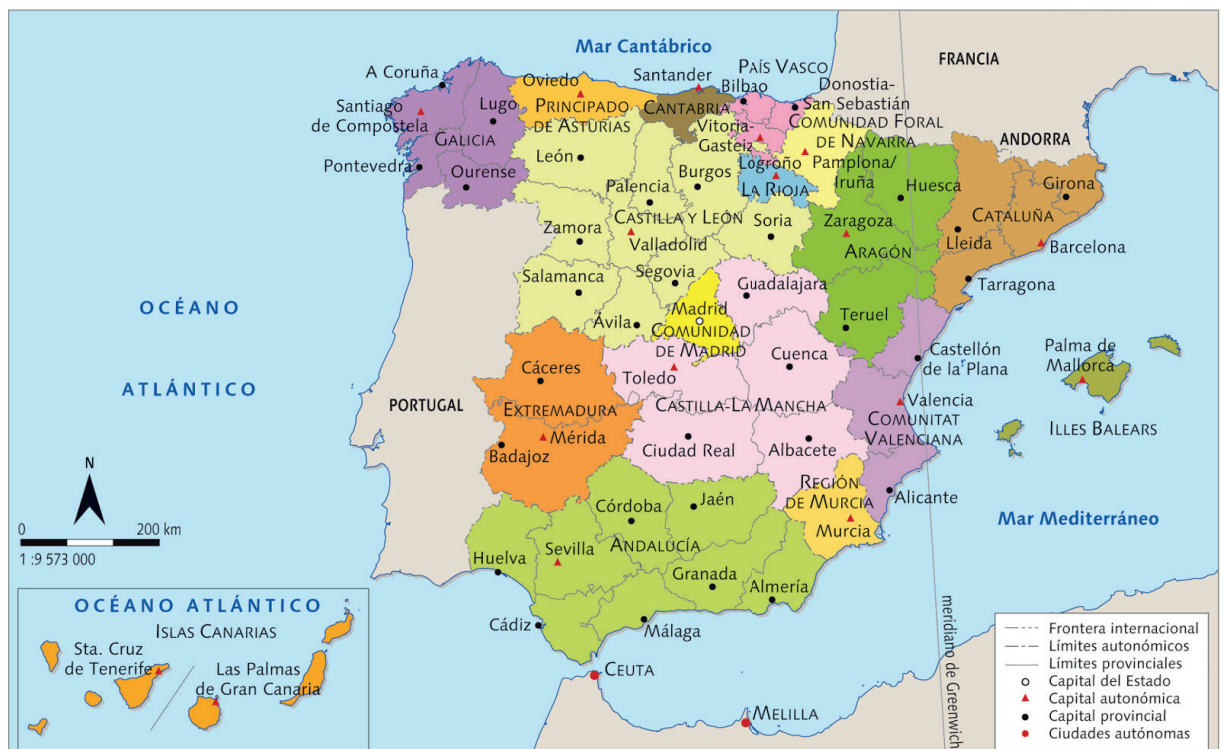 Mar Cantábrico
FRANCIA
A Coruña
Oviedo
Santander
PAÍS VASCO
Bilbao
Donostia-
San Sebastián
Santiago
de Compostela
Lugo
PRINCIPADO
DE ASTURIAS
CANTABRIA
Vitoria-
Gasteiz
COMUNIDAD FORAL
DE NAVARRA
Pamplona/
Iruña
ANDORRA
GALICIA
Pontevedra
Ourense
León
Palencia
Burgos
Logroño
LA RIOJA
Huesca
Girona
CATALUÑA
Lleida
Barcelona
Tarragona
Zamora
CASTILLA Y LEÓN
Valladolid
Soria
Zaragoza
ARAGÓN
Salamanca
Segovia
Ávila
Guadalajara
Teruel
OCÉANO
ATLÁNTICO
Madrid
COMUNIDAD
DE MADRID
Cuenca
Castellón
de la Plana
Palma de
Mallorca
ILLES BALEARS
PORTUGAL
Cáceres
EXTREMADURA
Mérida
Badajoz
Toledo
CASTILLA-LA MANCHA
Ciudad Real
Albacete
Valencia
COMUNITAT
VALENCIANA
Alicante
REGIÓN
DE MURCIA
Murcia
Mar Mediterráneo
N
0 200 km
1 :9 573 000
Córdoba
Jaén
Huelva
Sevilla
ANDALUCÍA
Granada
Almería
Cádiz
Málaga
CEUTA
MELILLA
meridiano de Greenwich
OCÉANO ATLÁNTICO
ISLAS CANARIAS
Sta. Cruz
de Tenerife
Las Palmas
de Gran Canaria
Frontera internacional
Límites autonómicos
Límites provinciales
Capital del Estado
Capital autonómica
Capital provincial
Ciudades autónomas